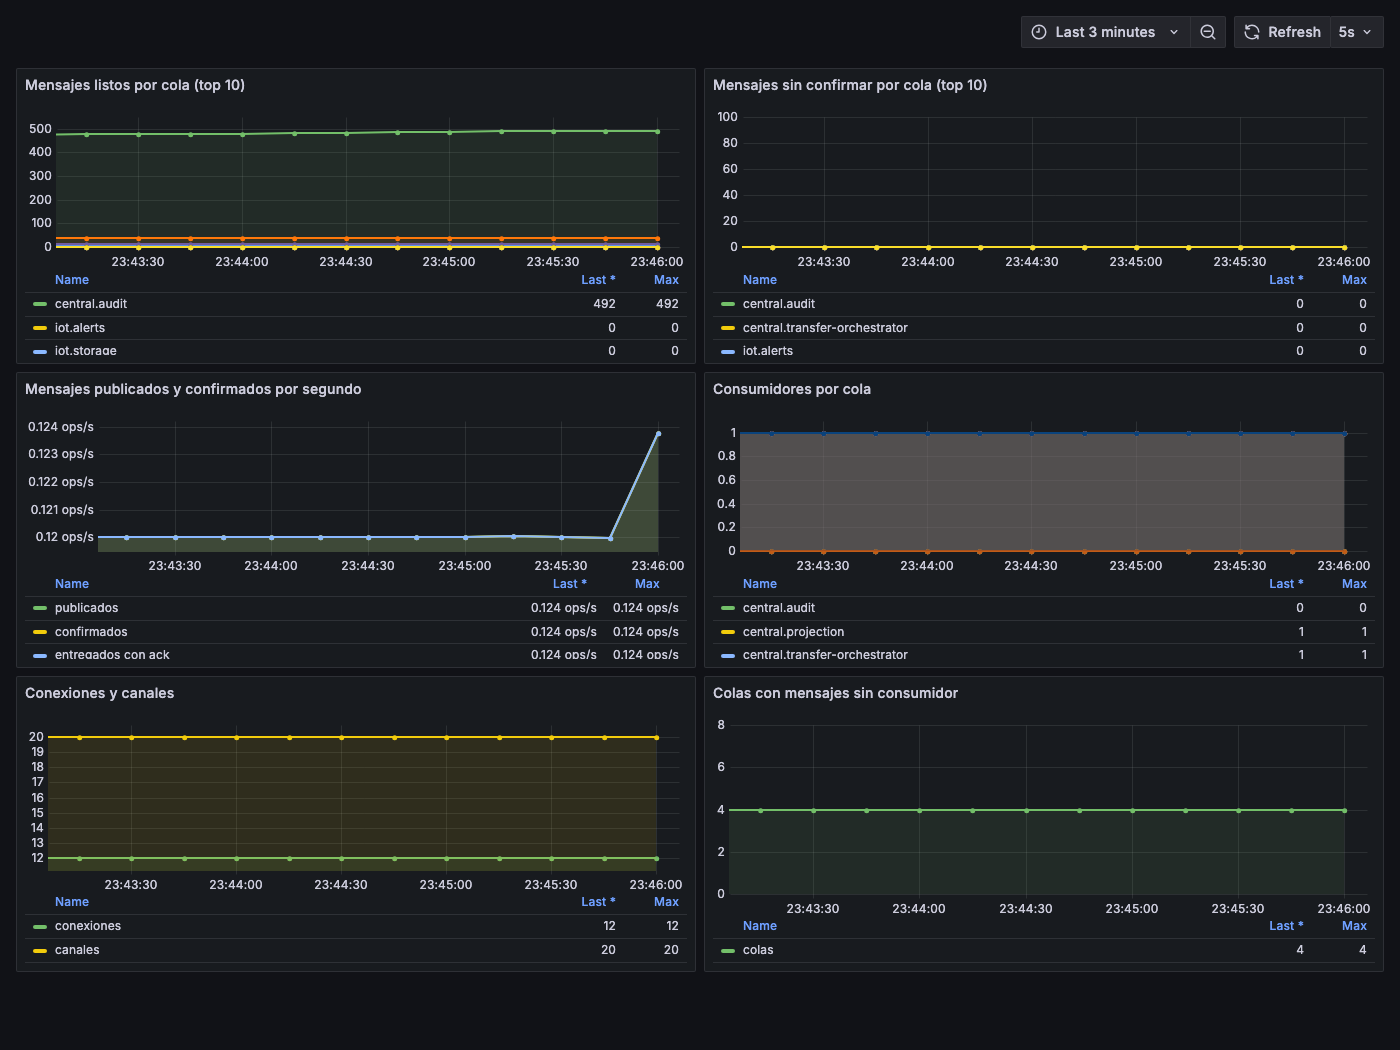 Last 3 minutes
Refresh
5s
Mensajes listos por cola (top 10)
500
400
300
200
100
0
23:43:30 23:44:00 23:44:30 23:45:00 23:45:30 23:46:00
Name Last * Max
central.audit 492 492
iot.alerts 0 0
iot.storage 0 0
Mensajes sin confirmar por cola (top 10)
100
80
60
40
20
0
23:43:30 23:44:00 23:44:30 23:45:00 23:45:30 23:46:00
Name Last * Max
central.audit 0 0
central.transfer-orchestrator 0 0
iot.alerts 0 0
Mensajes publicados y confirmados por segundo
0.124 ops/s
0.123 ops/s
0.122 ops/s
0.121 ops/s
0.12 ops/s
23:43:30 23:44:00 23:44:30 23:45:00 23:45:30 23:46:00
Name Last * Max
publicados 0.124 ops/s 0.124 ops/s
confirmados 0.124 ops/s 0.124 ops/s
entregados con ack 0.124 ops/s 0.124 ops/s
Consumidores por cola
1
0.8
0.6
0.4
0.2
0
23:43:30 23:44:00 23:44:30 23:45:00 23:45:30 23:46:00
Name Last * Max
central.audit 0 0
central.projection 1 1
central.transfer-orchestrator 1 1
Conexiones y canales
20
19
18
17
16
15
14
13
12
23:43:30 23:44:00 23:44:30 23:45:00 23:45:30 23:46:00
Name Last * Max
conexiones 12 12
canales 20 20
Colas con mensajes sin consumidor
8
6
4
2
0
23:43:30 23:44:00 23:44:30 23:45:00 23:45:30 23:46:00
Name Last * Max
colas 4 4